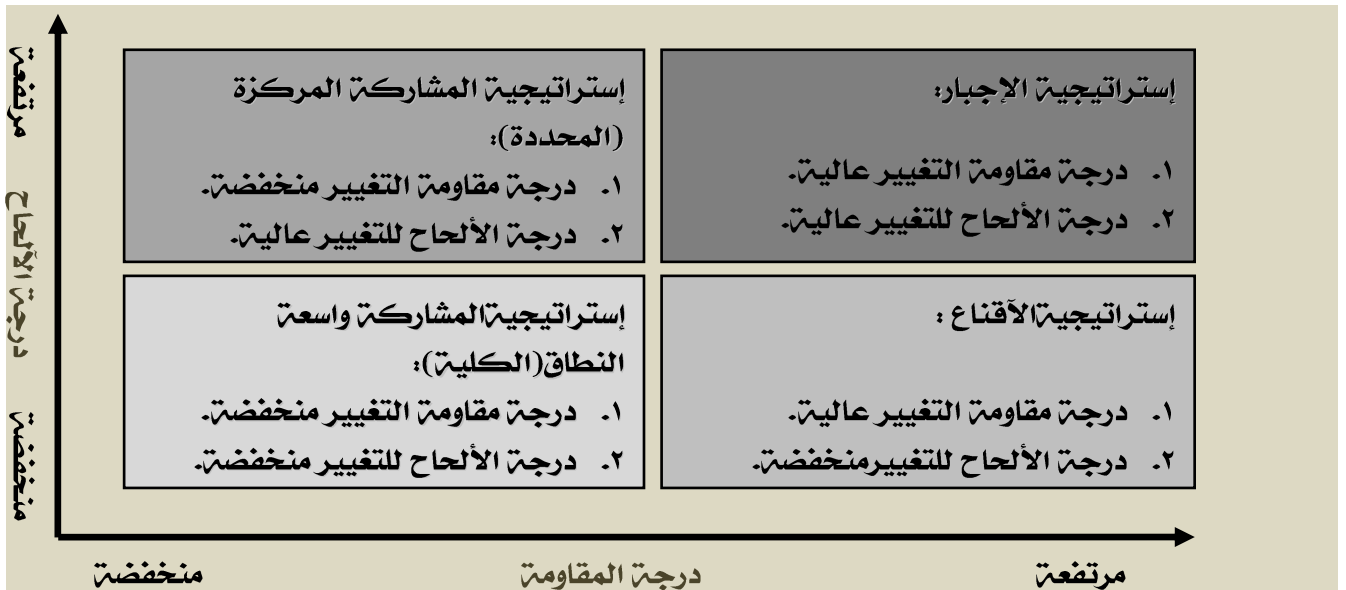 إستراتيجية الإجبار:
١. درجة مقاومة التغيير عالية.
٢. درجة الألحاح للتغيير عالية.
إستراتيجية المشاركة المركزة
(المحددة):
١. درجة مقاومة التغيير منخفضة.
٢. درجة الألحاح للتغيير عالية.
إستراتيجيةالآقناع :
١. درجة مقاومة التغيير عالية.
٢. درجة الألحاح للتغييرمنخفضة.
إستراتيجيةالمشاركة واسعة
النطاق(الكلية):
١. درجة مقاومة التغيير منخفضة.
٢. درجة الألحاح للتغيير منخفضة.
مرتفعة
درجة الآلحاح
منخفضة
مرتفعة
درجة المقاومة
منخفضة